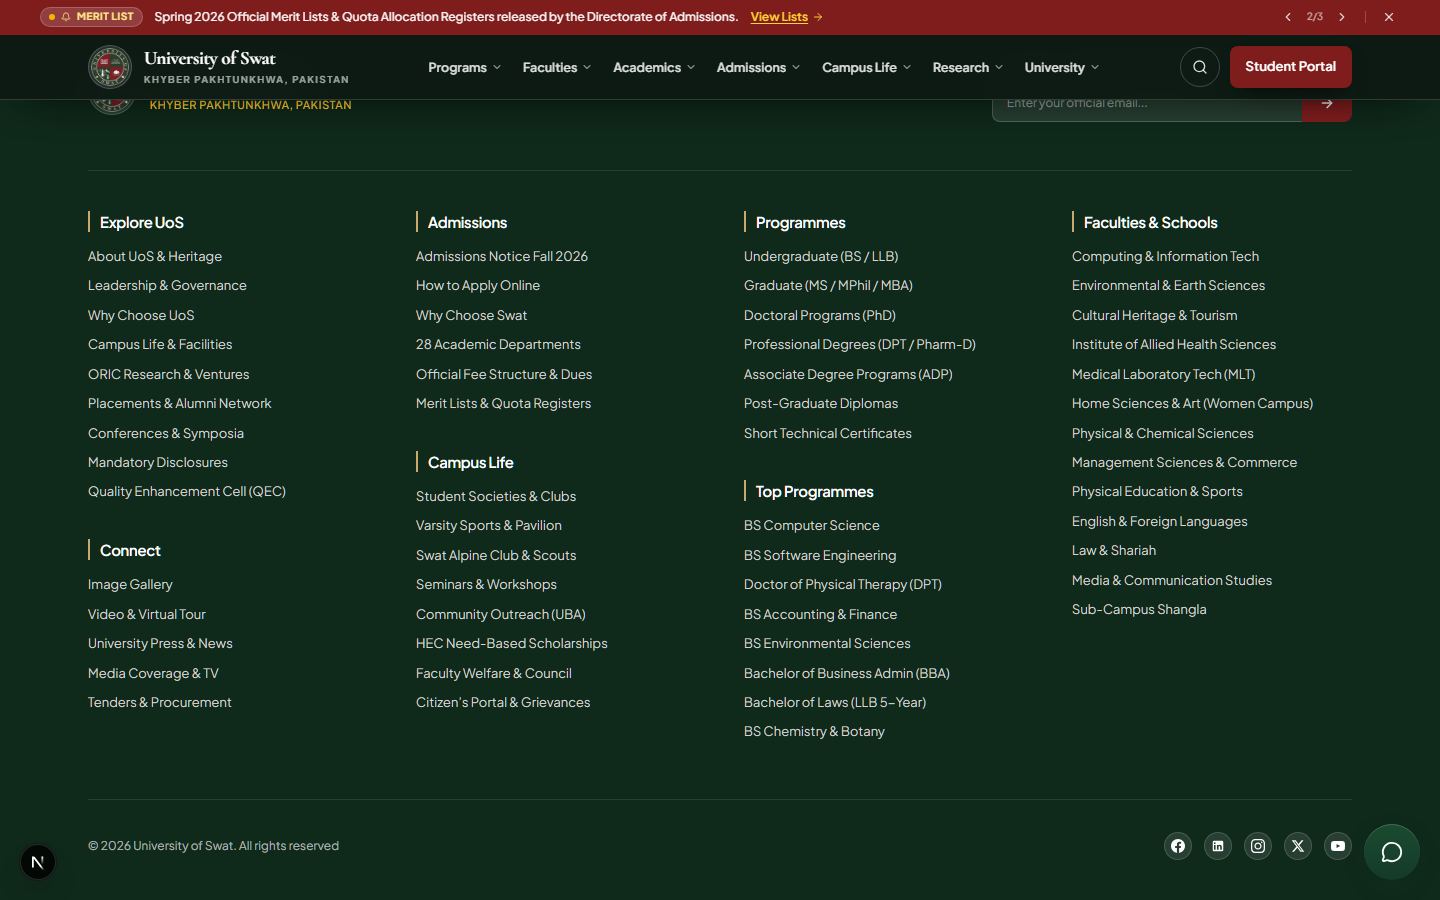 MERIT LIST Spring 2026 Official Merit Lists & Quota Allocation Registers released by the Directorate of Admissions. View Lists → 2/3
University of Swat
KHYBER PAKHTUNKHWA, PAKISTAN
Programs Faculties Academics Admissions Campus Life Research University
Student Portal
KHYBER PAKHTUNKHWA, PAKISTAN
Enter your official email...
Explore UoS
About UoS & Heritage
Leadership & Governance
Why Choose UoS
Campus Life & Facilities
ORIC Research & Ventures
Placements & Alumni Network
Conferences & Symposia
Mandatory Disclosures
Quality Enhancement Cell (QEC)
Connect
Image Gallery
Video & Virtual Tour
University Press & News
Media Coverage & TV
Tenders & Procurement
Admissions
Admissions Notice Fall 2026
How to Apply Online
Why Choose Swat
28 Academic Departments
Official Fee Structure & Dues
Merit Lists & Quota Registers
Campus Life
Student Societies & Clubs
Varsity Sports & Pavilion
Swat Alpine Club & Scouts
Seminars & Workshops
Community Outreach (UBA)
HEC Need-Based Scholarships
Faculty Welfare & Council
Citizen's Portal & Grievances
Programmes
Undergraduate (BS / LLB)
Graduate (MS / MPhil / MBA)
Doctoral Programs (PhD)
Professional Degrees (DPT / Pharm-D)
Associate Degree Programs (ADP)
Post-Graduate Diplomas
Short Technical Certificates
Top Programmes
BS Computer Science
BS Software Engineering
Doctor of Physical Therapy (DPT)
BS Accounting & Finance
BS Environmental Sciences
Bachelor of Business Admin (BBA)
Bachelor of Laws (LLB 5-Year)
BS Chemistry & Botany
Faculties & Schools
Computing & Information Tech
Environmental & Earth Sciences
Cultural Heritage & Tourism
Institute of Allied Health Sciences
Medical Laboratory Tech (MLT)
Home Sciences & Art (Women Campus)
Physical & Chemical Sciences
Management Sciences & Commerce
Physical Education & Sports
English & Foreign Languages
Law & Shariah
Media & Communication Studies
Sub-Campus Shangla
© 2026 University of Swat. All rights reserved